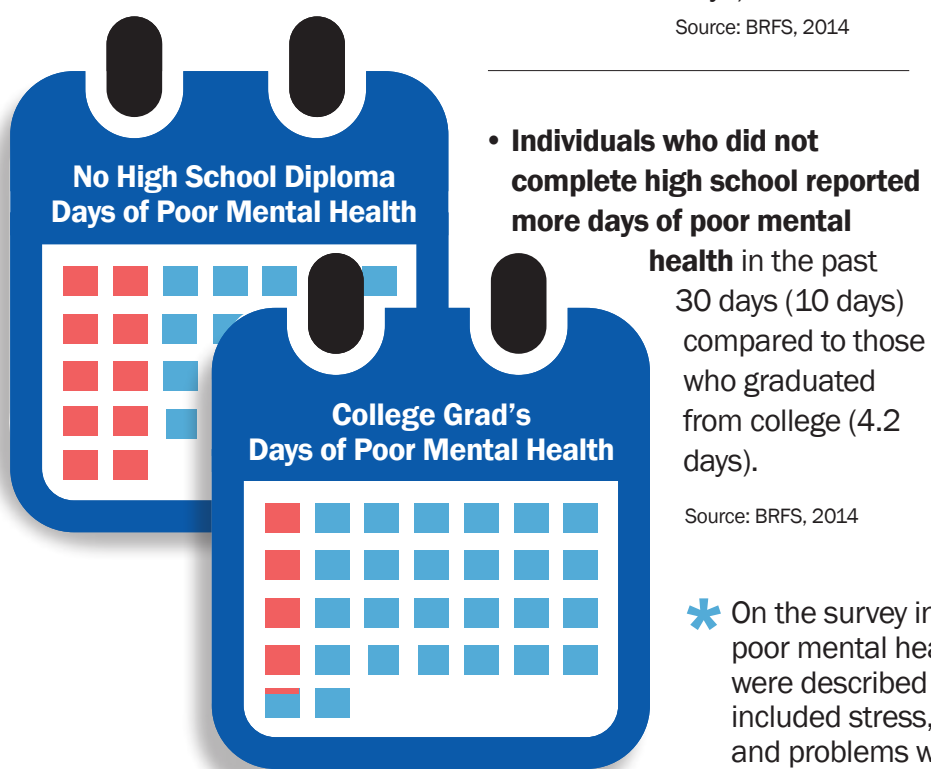 Source: BRFS, 2014
No High School Diploma
Days of Poor Mental Health
College Grad's
Days of Poor Mental Health
• Individuals who did not
complete high school reported
more days of poor mental
health in the past
30 days (10 days)
compared to those
who graduated
from college (4.2
days).
Source: BRFS, 2014
* On the survey
poor mental
were described
included stress,
and problems